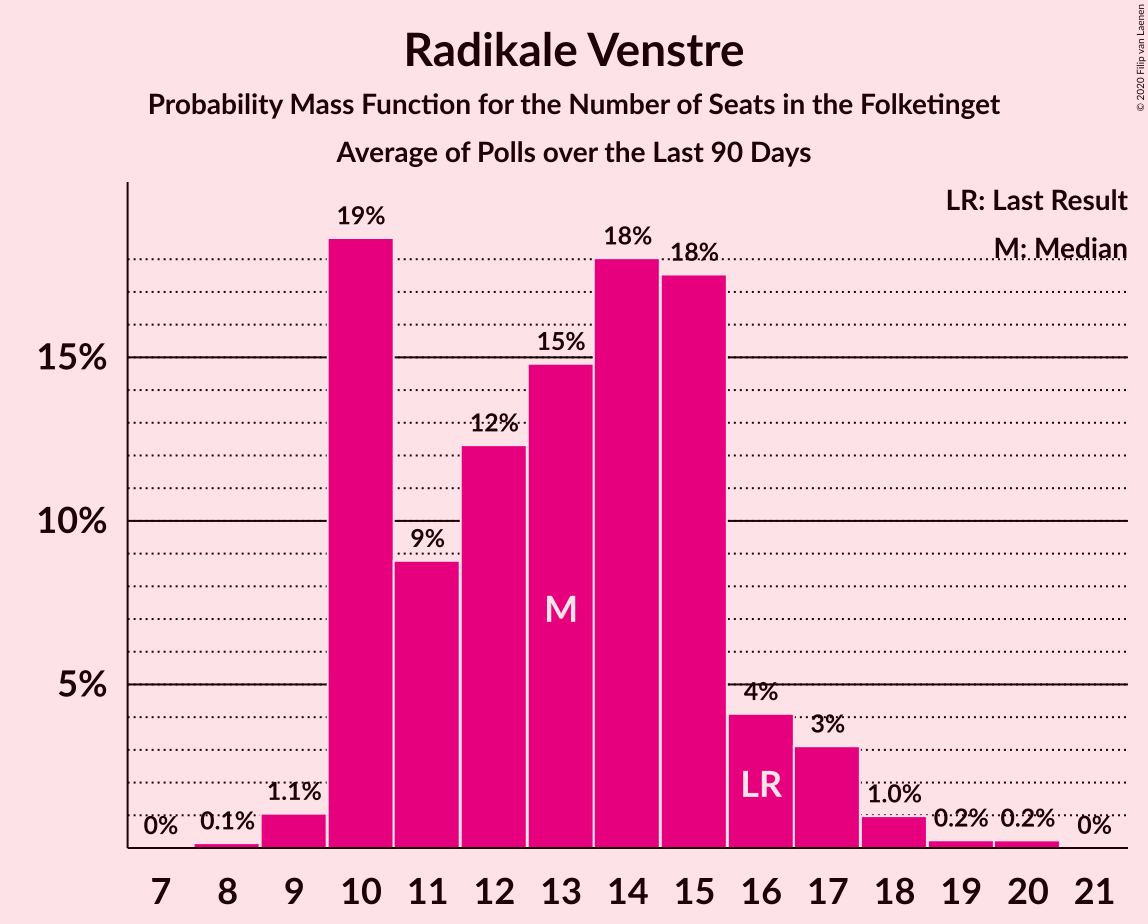 Radikale Venstre
Probability Mass Function for the Number of Seats in the Folketinget
Average of Polls over the Last 90 Days
© 2020 Filip van Laenen
LR: Last Result
M: Median
19%
18%
18%
15%
15%
12%
10%
9%
M
5%
4%
3%
LR
1.1%
1.0%
0%
0.1%
0.2%
0.2%
0%
7 8 9 10 11 12 13 14 15 16 17 18 19 20 21